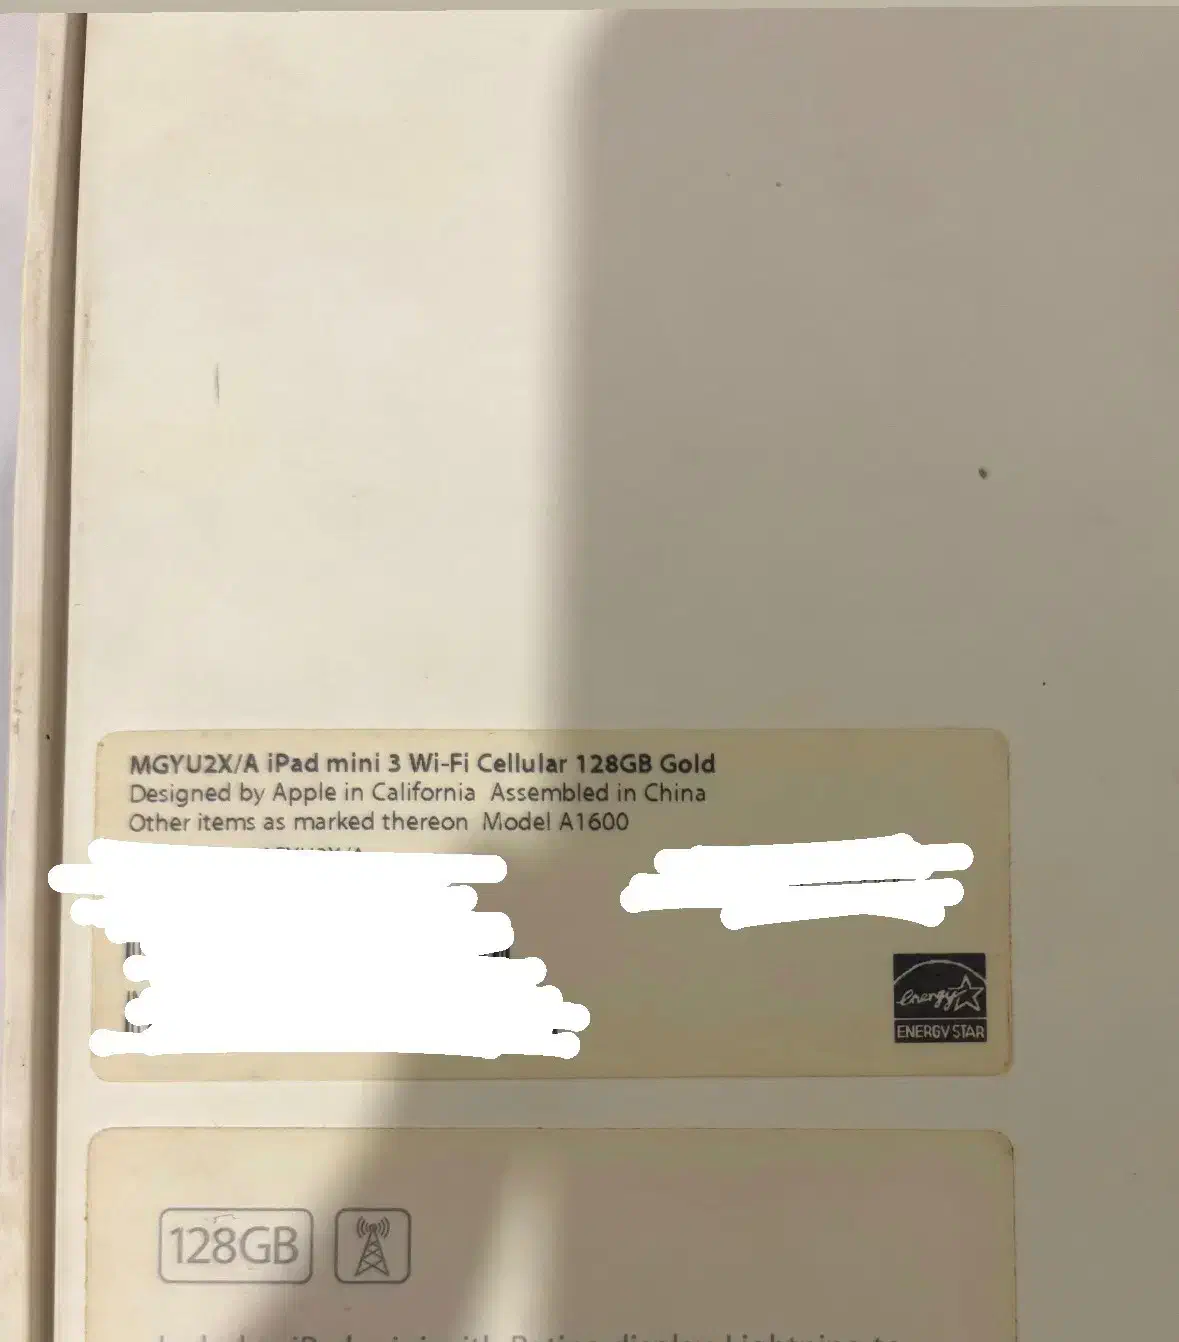 MGYU2X/A iPad mini 3 Wi-Fi Cellular 128GB Gold
Designed by Apple in California Assembled in China
Other items as marked thereon Model A1600
energy
ENERGY STAR
128GB